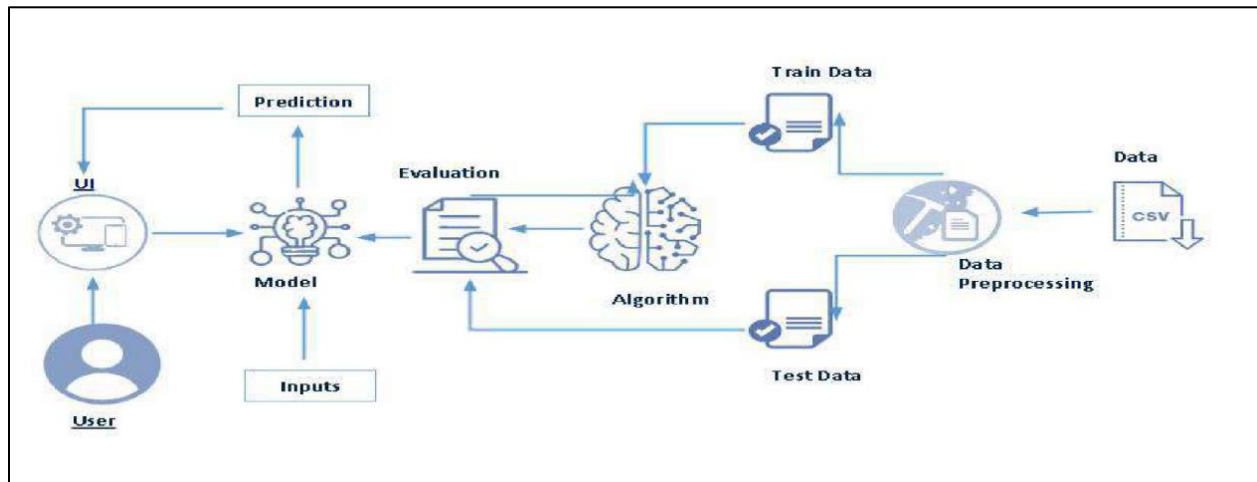 Train Data
Prediction
Evaluation
Data
UI
CSV
Model
Algorithm
Data
Preprocessing
Inputs
Test Data
User